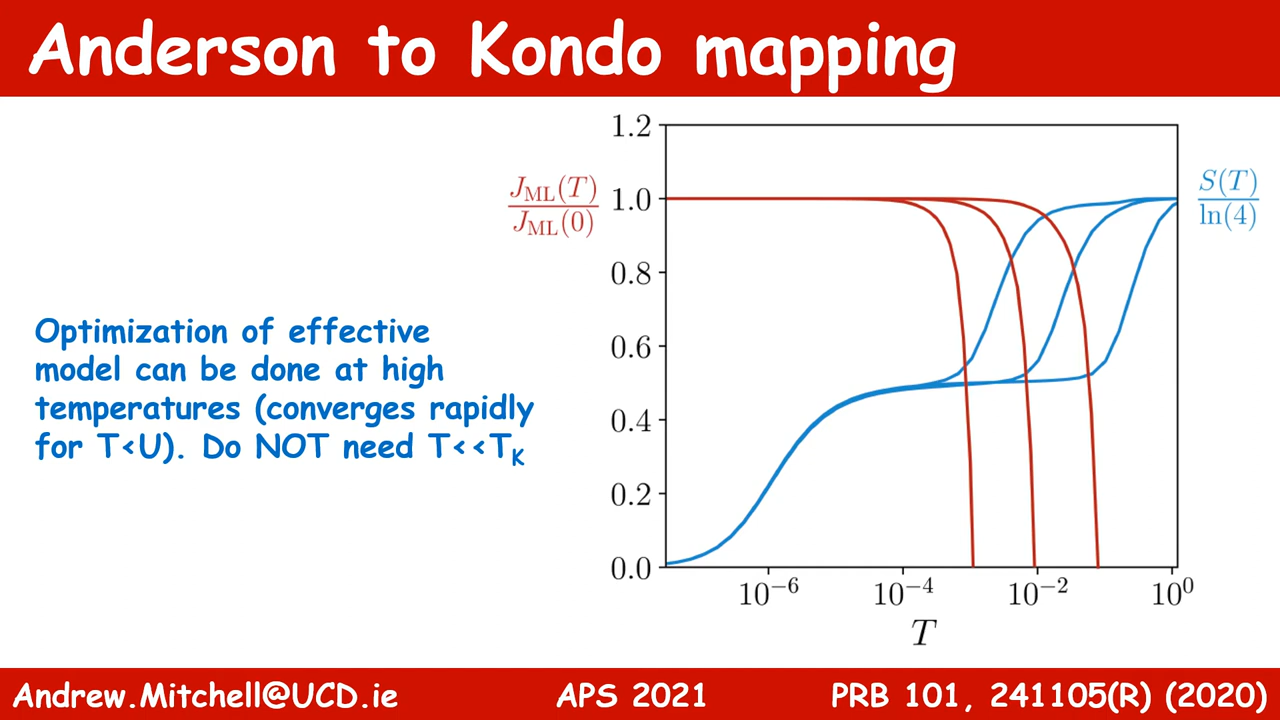 Anderson to Kondo mapping
J_ML(T)
J_ML(0)
S(T)
ln(4)
1.2
1.0
0.8
0.6
0.4
0.2
0.0
10⁻⁶
10⁻⁴
10⁻²
10⁰
T
Optimization of effective
model can be done at high
temperatures (converges rapidly
for T<U). Do NOT need T<<T_K
Andrew.Mitchell@UCD.ie
APS 2021
PRB 101, 241105(R) (2020)